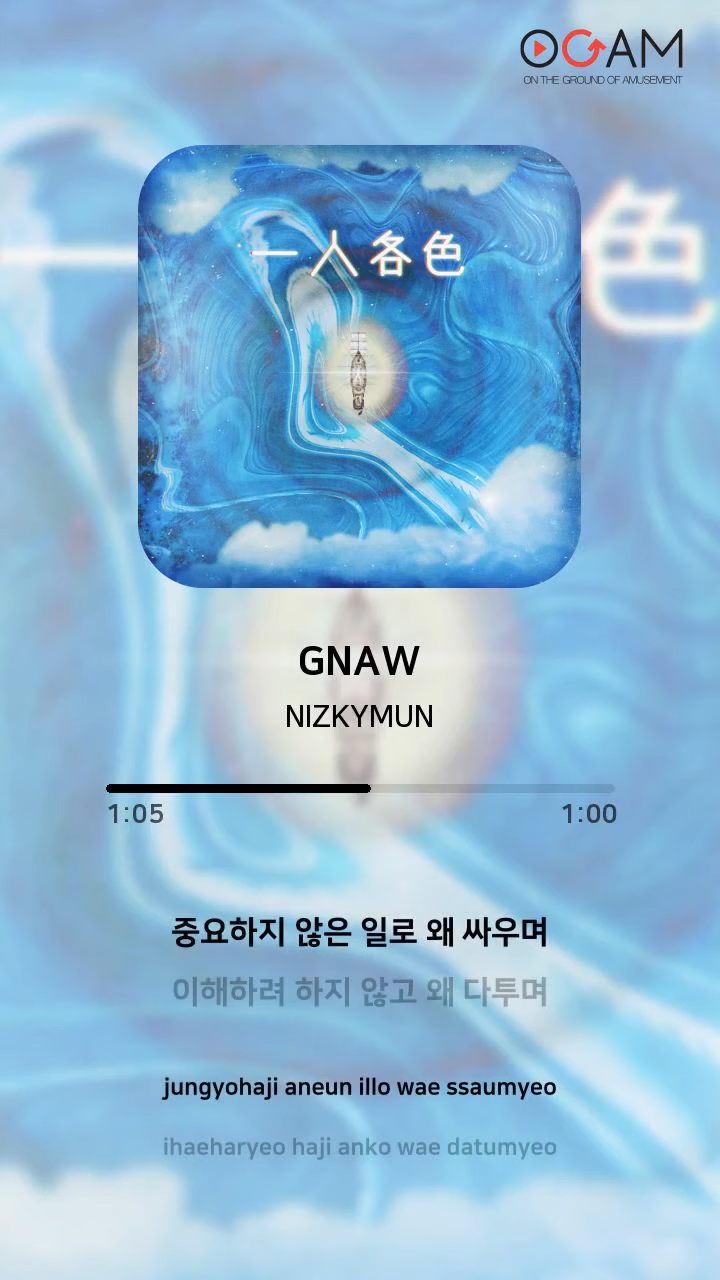 OGAM
ON THE GROUND OF AMUSEMENT
一人各色
色
GNAW
NIZKYMUN
1:05
1:00
중요하지 않은 일로 왜 싸우며
이해하려 하지 않고 왜 다투며
jungyohaji aneun illo wae ssaumyeo
ihaeharyeo haji anko wae datumyeo